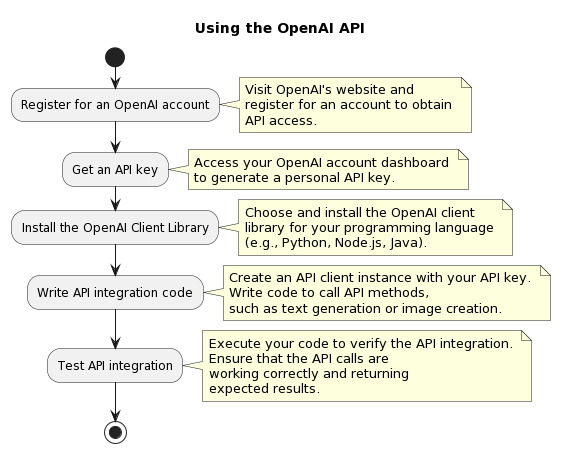 Using the OpenAI API
Register for an OpenAI account
Visit OpenAI's website and
register for an account to obtain
API access.
Get an API key
Access your OpenAI account dashboard
to generate a personal API key.
Install the OpenAI Client Library
Choose and install the OpenAI client
library for your programming language
(e.g., Python, Node.js, Java).
Write API integration code
Create an API client instance with your API key.
Write code to call API methods,
such as text generation or image creation.
Test API integration
Execute your code to verify the API integration.
Ensure that the API calls are
working correctly and returning
expected results.